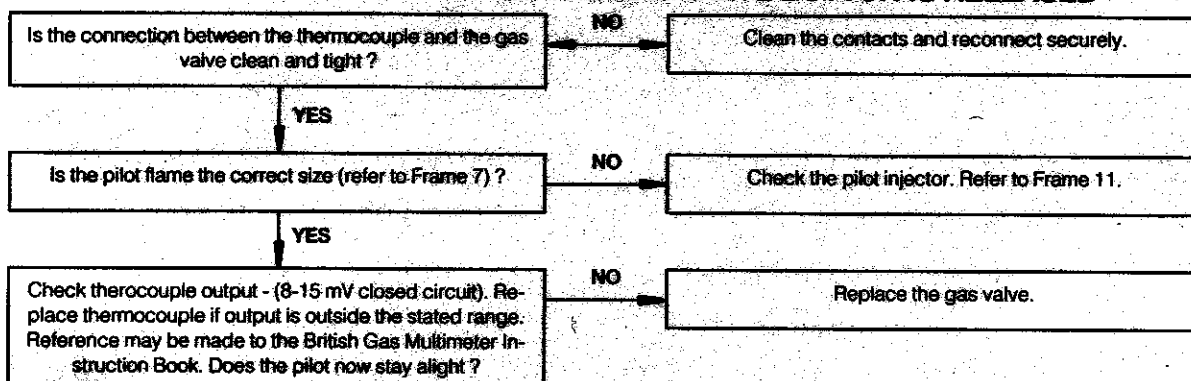 Is the connection between the thermocouple and the gas
valve clean and tight ?
NO
Clean the contacts and reconnect securely.
YES
Is the pilot flame the correct size (refer to Frame 7) ?
NO
Check the pilot injector. Refer to Frame 11.
YES
Check therocouple output - (8-15 mV closed circuit). Re-
place thermocouple if output is outside the stated range.
Reference may be made to the British Gas Multimeter In-
struction Book. Does the pilot now stay alight ?
NO
Replace the gas valve.